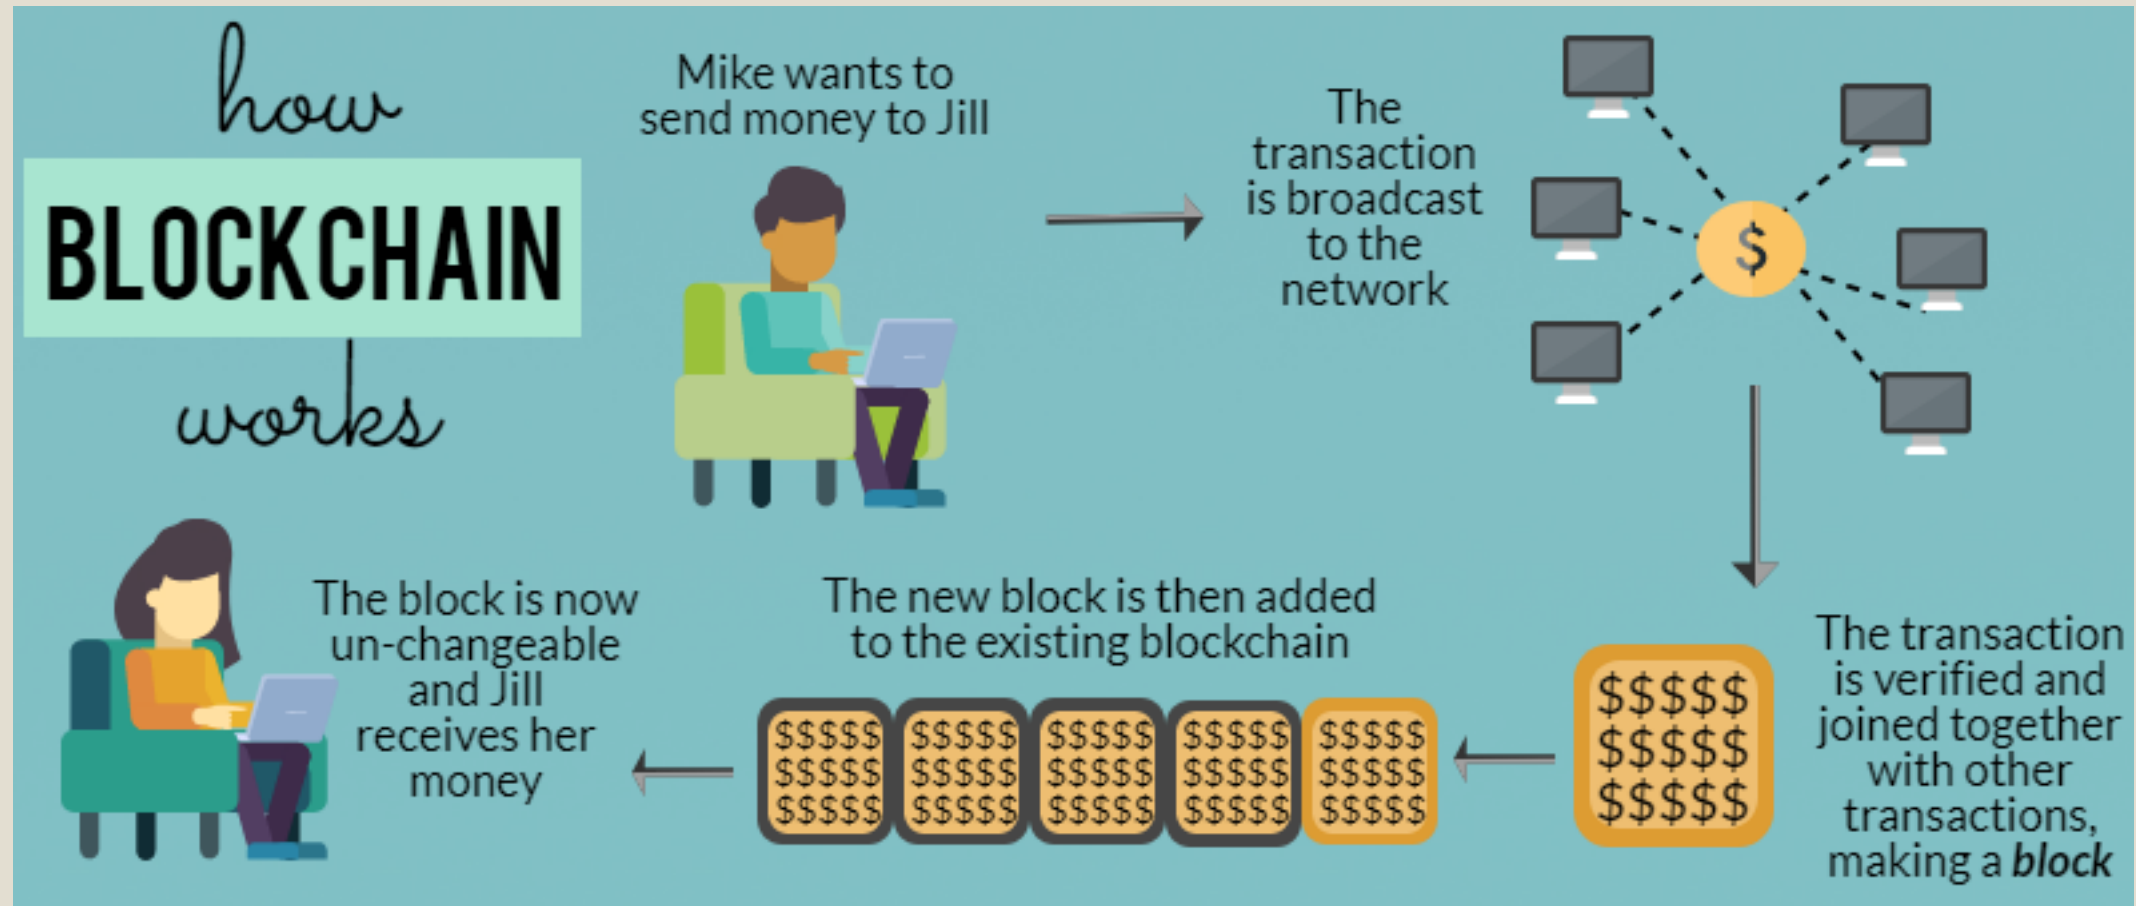 how
BLOCKCHAIN
works
Mike wants to
send money to Jill
The
transaction
is broadcast
to the
network
$
The transaction
is verified and
joined together
with other
transactions,
making a block
$$$$$
$$$$$
$$$$$
The new block is then added
to the existing blockchain
$$$$$ $$$$$ $$$$$ $$$$$ $$$$$
$$$$$ $$$$$ $$$$$ $$$$$ $$$$$
$$$$$ $$$$$ $$$$$ $$$$$ $$$$$
The block is now
un-changeable
and Jill
receives her
money